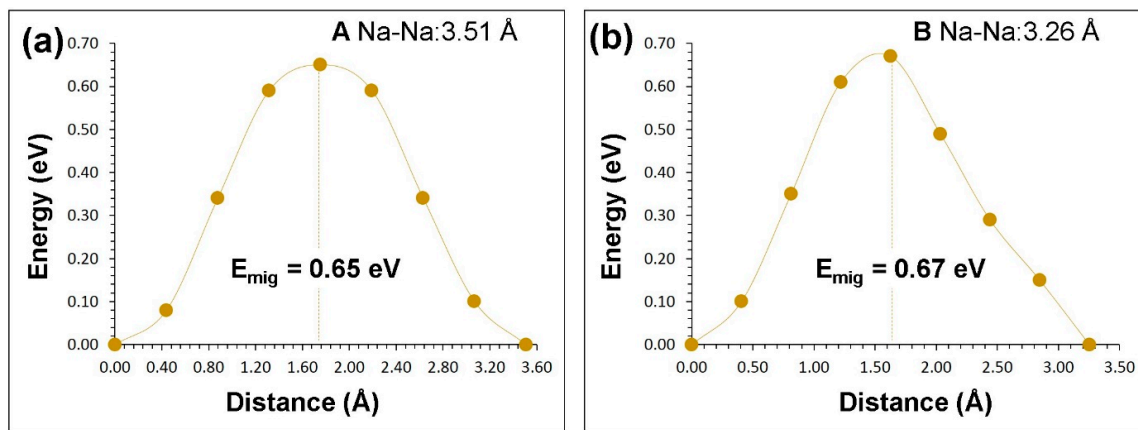 (a)
A Na-Na:3.51 Å
0.70
0.60
0.50
0.40
0.30
0.20
0.10
0.00
Energy (eV)
E_mig = 0.65 eV
0.00 0.40 0.80 1.20 1.60 2.00 2.40 2.80 3.20 3.60
Distance (Å)
(b)
B Na-Na:3.26 Å
0.70
0.60
0.50
0.40
0.30
0.20
0.10
0.00
Energy (eV)
E_mig = 0.67 eV
0.00 0.50 1.00 1.50 2.00 2.50 3.00 3.50
Distance (Å)